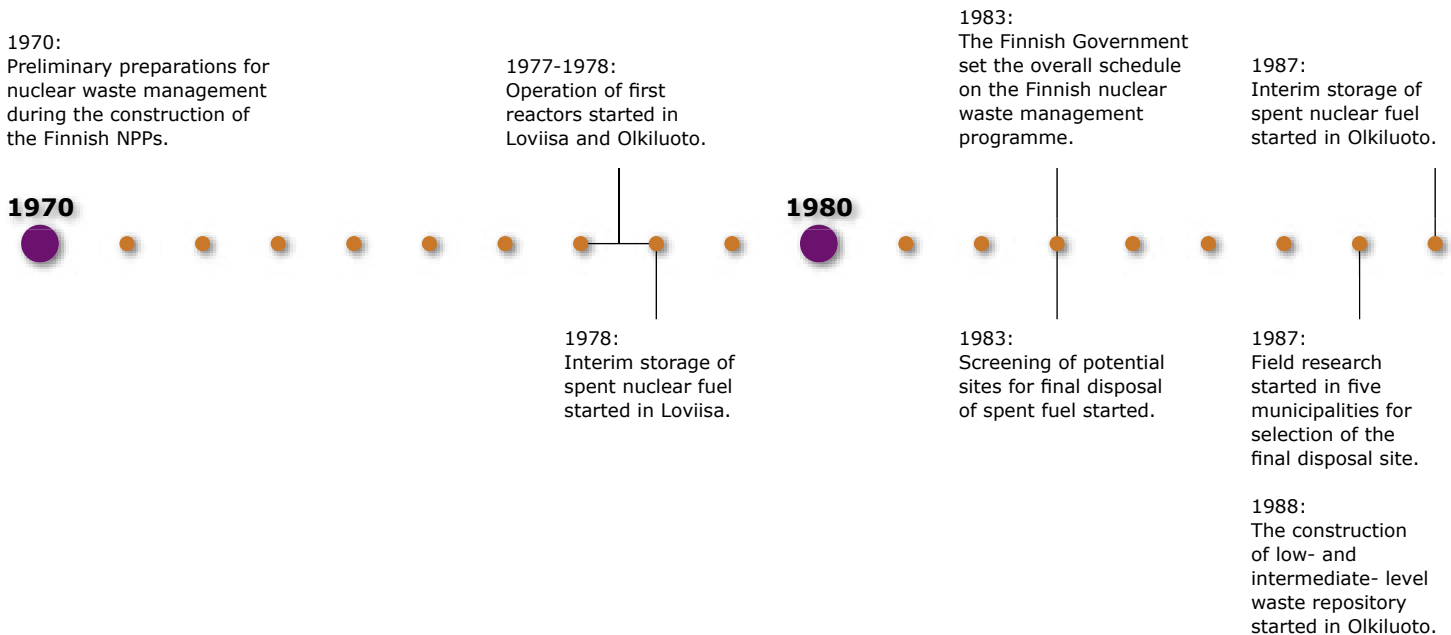 1970:
Preliminary preparations for
nuclear waste management
during the construction of
the Finnish NPPs.
1977-1978:
Operation of first
reactors started in
Loviisa and Olkiluoto.
1983:
The Finnish Government
set the overall schedule
on the Finnish nuclear
waste management
programme.
1987:
Interim storage of
spent nuclear fuel
started in Olkiluoto.
1970
1980
1978:
Interim storage of
spent nuclear fuel
started in Loviisa.
1983:
Screening of potential
sites for final disposal
of spent fuel started.
1987:
Field research
started in five
municipalities for
selection of the
final disposal site.
1988:
The construction
of low- and
intermediate- level
waste repository
started in Olkiluoto.